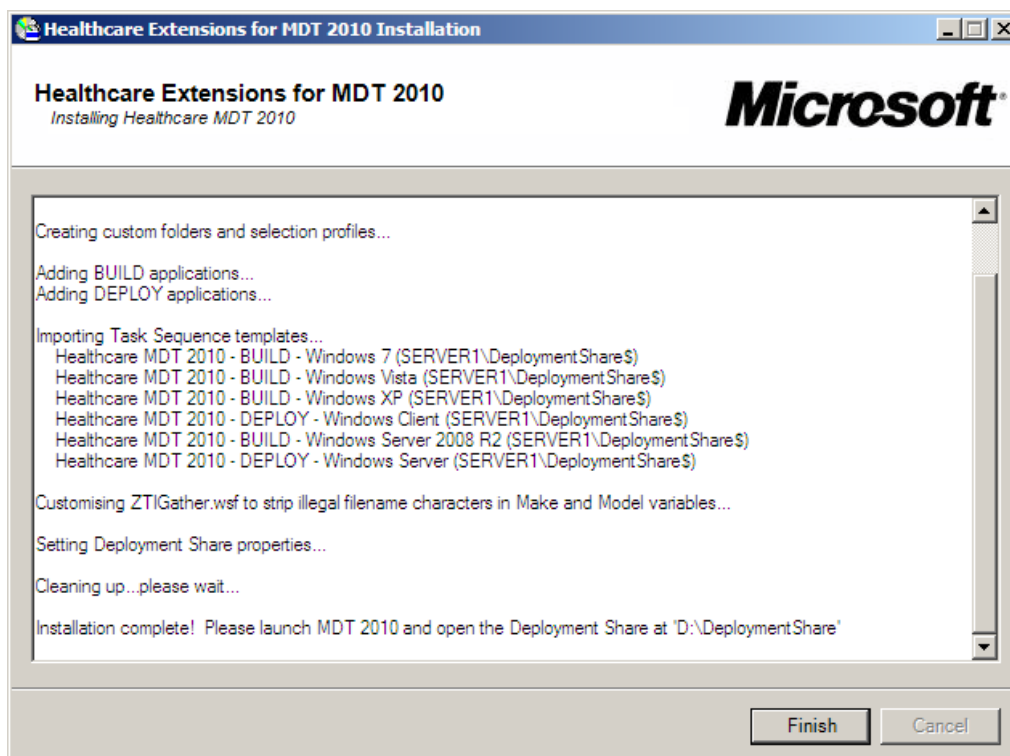 Healthcare Extensions for MDT 2010 Installation
Healthcare Extensions for MDT 2010
Installing Healthcare MDT 2010
Microsoft®
Creating custom folders and selection profiles...
Adding BUILD applications...
Adding DEPLOY applications...
Importing Task Sequence templates...
Healthcare MDT 2010 - BUILD - Windows 7 (SERVER1\DeploymentShare$)
Healthcare MDT 2010 - BUILD - Windows Vista (SERVER1\DeploymentShare$)
Healthcare MDT 2010 - BUILD - Windows XP (SERVER1\DeploymentShare$)
Healthcare MDT 2010 - DEPLOY - Windows Client (SERVER1\DeploymentShare$)
Healthcare MDT 2010 - BUILD - Windows Server 2008 R2 (SERVER1\DeploymentShare$)
Healthcare MDT 2010 - DEPLOY - Windows Server (SERVER1\DeploymentShare$)
Customising ZTIGather.wsf to strip illegal filename characters in Make and Model variables...
Setting Deployment Share properties...
Cleaning up...please wait...
Installation complete!  Please launch MDT 2010 and open the Deployment Share at 'D:\DeploymentShare'
Finish
Cancel